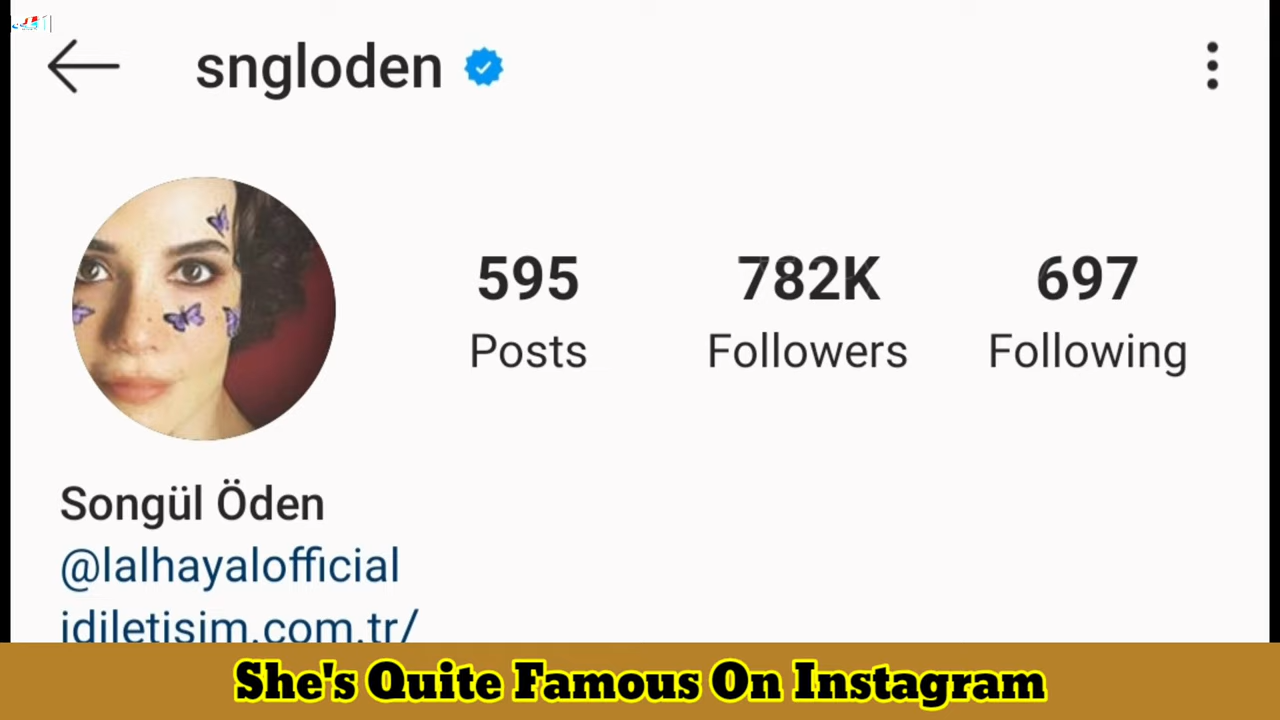 sngloden
595 782K 697
Posts Followers Following
Songül Öden
@lalhayalofficial
idiletisim.com.tr/
She's Quite Famous On Instagram